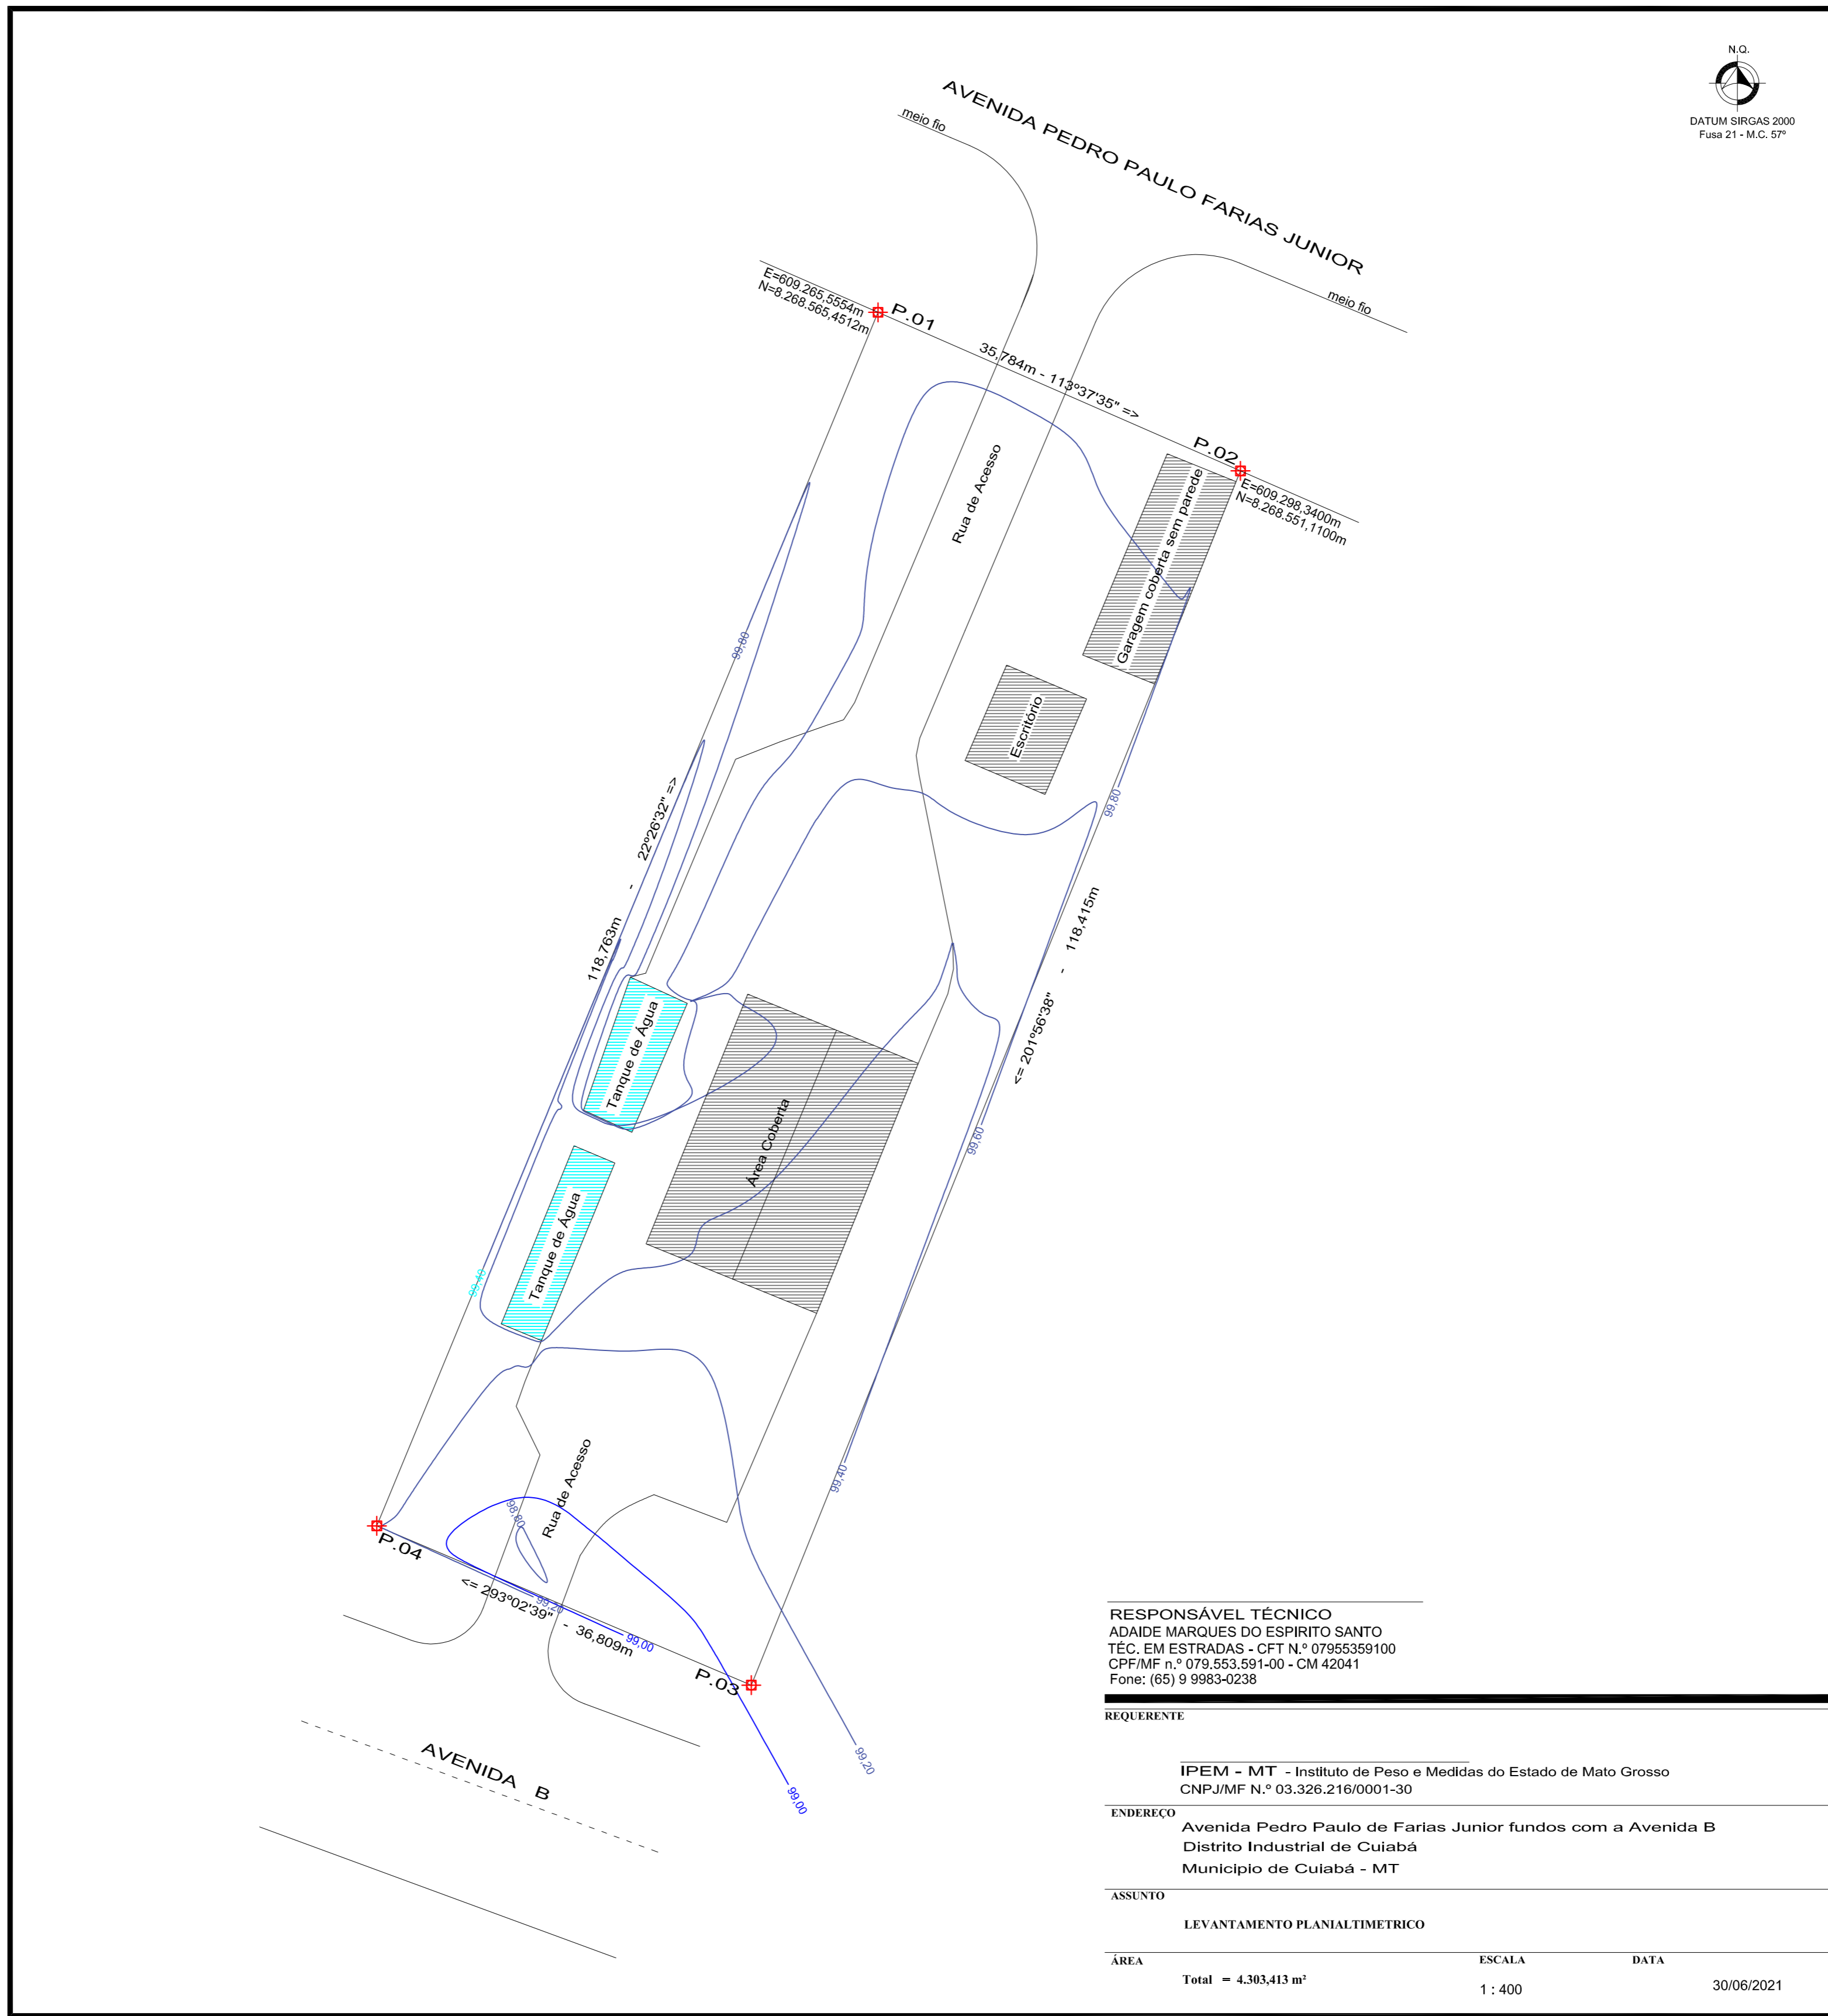 N.Q.
DATUM SIRGAS 2000
Fusa 21 - M.C. 57º
AVENIDA PEDRO PAULO FARIAS JUNIOR
meio fio
meio fio
E=609.265,5554m
N=8.268.565,4512m
P.01
35,784m - 113º37'35" =>
P.02
E=609.298,3400m
N=8.268.551,1100m
Rua de Acesso
Garagem coberta sem parede
99,80
Escritório
99,80
118,763m - 22º26'32" =>
<= 201º56'38" - 118,415m
Tanque de Água
Área Coberta
99,60
Tanque de Água
99,40
99,40
Rua de Acesso
98,80
P.04
<= 293º02'39" - 36,809m
99,20
99,00
P.03
99,20
99,00
AVENIDA B
RESPONSÁVEL TÉCNICO
ADAIDE MARQUES DO ESPIRITO SANTO
TÉC. EM ESTRADAS - CFT N.º 07955359100
CPF/MF n.º 079.553.591-00 - CM 42041
Fone: (65) 9 9983-0238
REQUERENTE
IPEM - MT - Instituto de Peso e Medidas do Estado de Mato Grosso
CNPJ/MF N.º 03.326.216/0001-30
ENDEREÇO
Avenida Pedro Paulo de Farias Junior fundos com a Avenida B
Distrito Industrial de Cuiabá
Municipio de Cuiabá - MT
ASSUNTO
LEVANTAMENTO PLANIALTIMETRICO
ÁREA
Total = 4.303,413 m²
ESCALA
1 : 400
DATA
30/06/2021